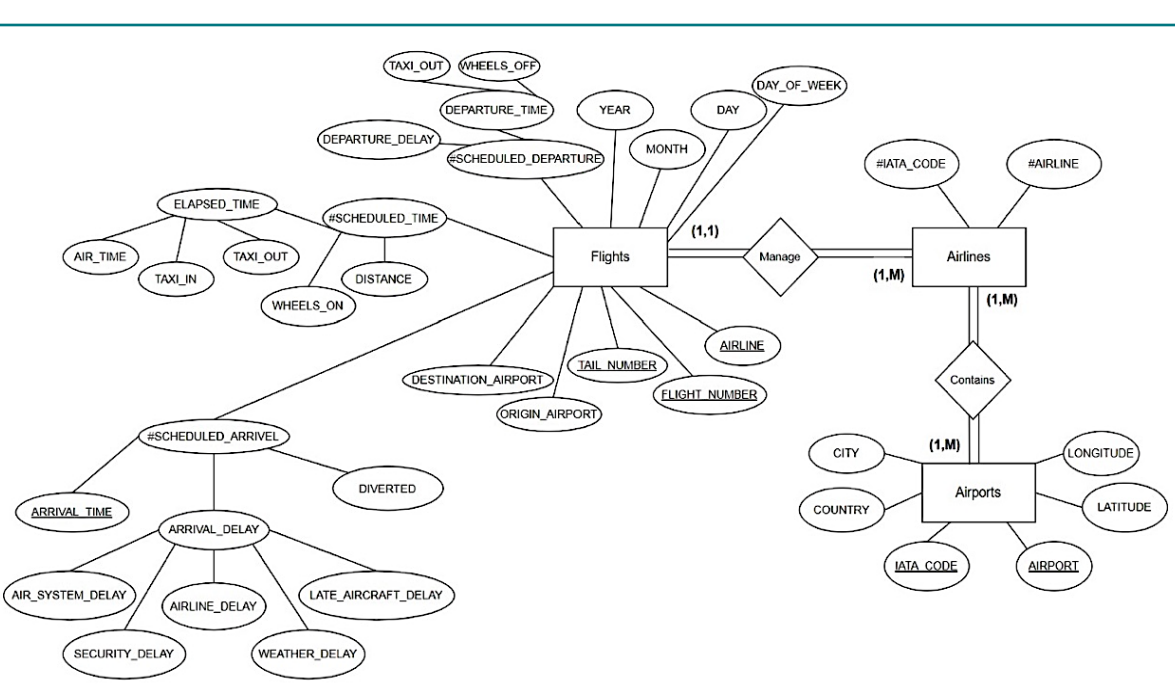 TAXI_OUT
WHEELS_OFF
DAY_OF_WEEK
DEPARTURE_TIME
YEAR
DAY
DEPARTURE_DELAY
#SCHEDULED_DEPARTURE
MONTH
#IATA_CODE
#AIRLINE
ELAPSED_TIME
#SCHEDULED_TIME
AIR_TIME
TAXI_IN
TAXI_OUT
DISTANCE
WHEELS_ON
Flights
(1,1)
Manage
(1,M)
Airlines
(1,M)
AIRLINE
TAIL_NUMBER
FLIGHT_NUMBER
DESTINATION_AIRPORT
ORIGIN_AIRPORT
Contains
(1,M)
#SCHEDULED_ARRIVEL
DIVERTED
ARRIVAL_TIME
ARRIVAL_DELAY
AIR_SYSTEM_DELAY
AIRLINE_DELAY
LATE_AIRCRAFT_DELAY
SECURITY_DELAY
WEATHER_DELAY
CITY
LONGITUDE
Airports
COUNTRY
LATITUDE
IATA_CODE
AIRPORT